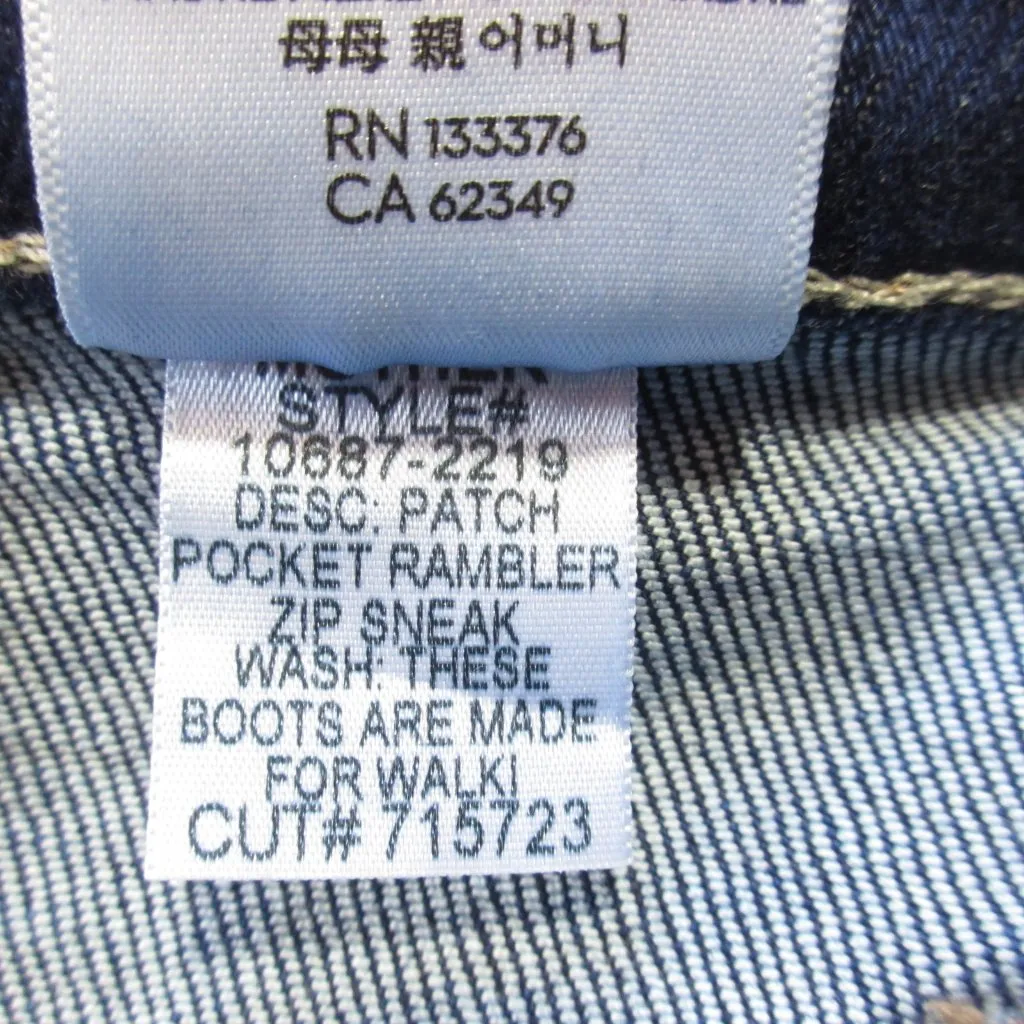 母母 親 어머니
RN 133376
CA 62349
MOTHER
STYLE#
10687-2219
DESC: PATCH
POCKET RAMBLER
ZIP SNEAK
WASH: THESE
BOOTS ARE MADE
FOR WALKI
CUT# 715723